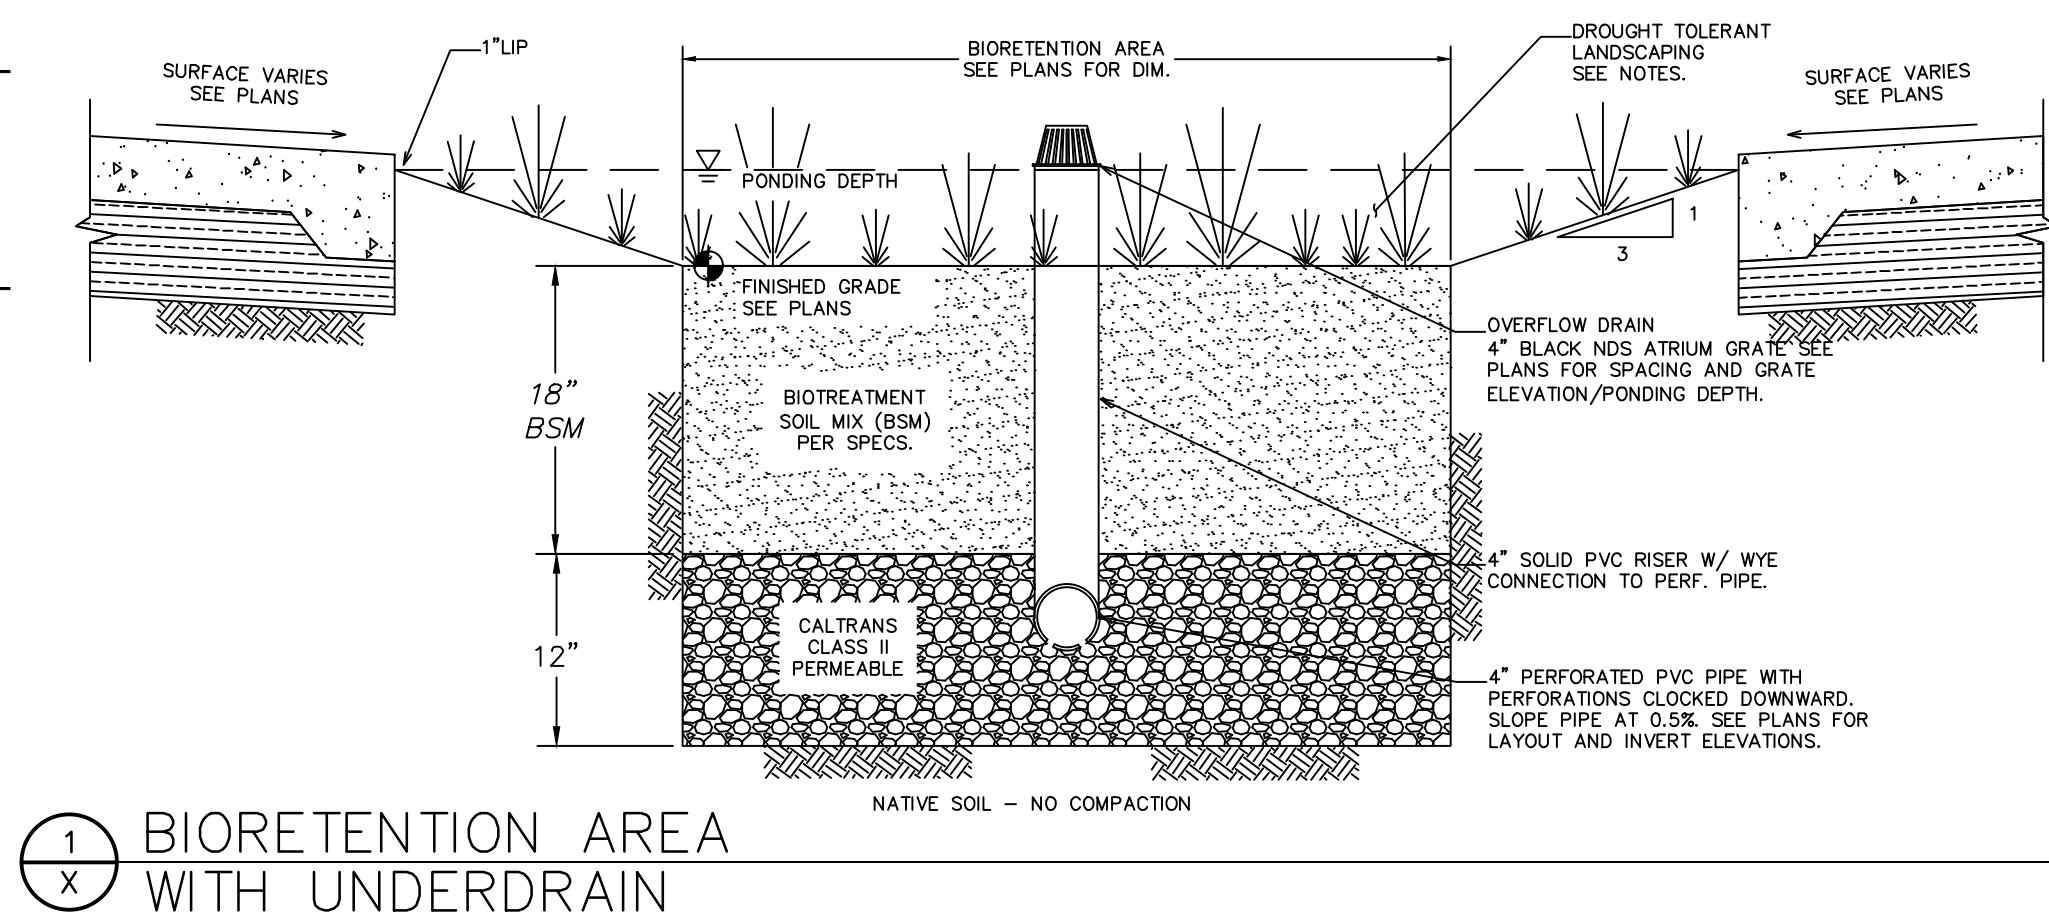 1"LIP
SURFACE VARIES
SEE PLANS
BIORETENTION AREA
SEE PLANS FOR DIM.
DROUGHT TOLERANT
LANDSCAPING
SEE NOTES.
SURFACE VARIES
SEE PLANS
PONDING DEPTH
1
3
FINISHED GRADE
SEE PLANS
OVERFLOW DRAIN
4" BLACK NDS ATRIUM GRATE SEE
PLANS FOR SPACING AND GRATE
ELEVATION/PONDING DEPTH.
18"
BSM
BIOTREATMENT
SOIL MIX (BSM)
PER SPECS.
4" SOLID PVC RISER W/ WYE
CONNECTION TO PERF. PIPE.
12"
CALTRANS
CLASS II
PERMEABLE
4" PERFORATED PVC PIPE WITH
PERFORATIONS CLOCKED DOWNWARD.
SLOPE PIPE AT 0.5%. SEE PLANS FOR
LAYOUT AND INVERT ELEVATIONS.
NATIVE SOIL – NO COMPACTION
1
X
BIORETENTION AREA
WITH UNDERDRAIN